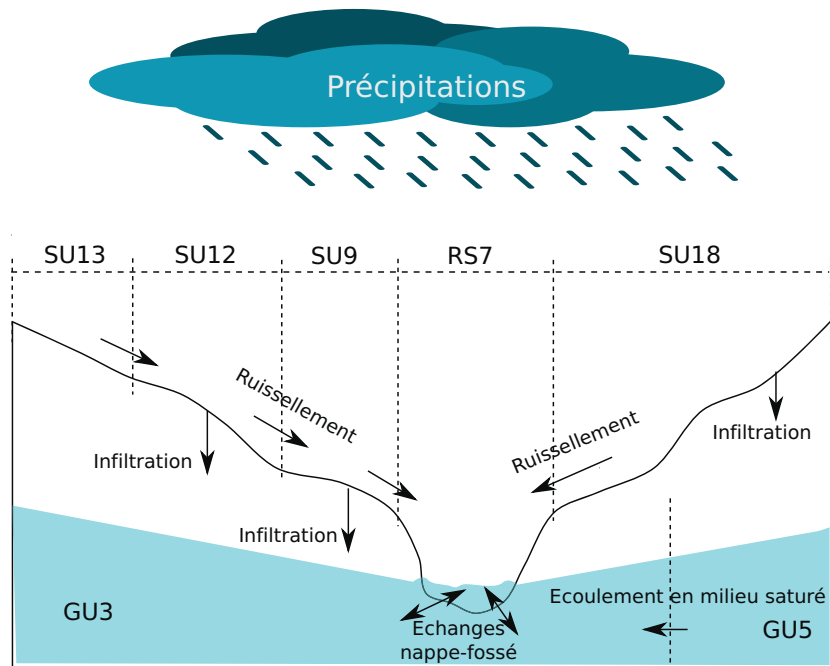 Précipitations
SU13 SU12 SU9 RS7 SU18
Ruissellement
Ruissellement
Infiltration
Infiltration
Infiltration
GU3
Ecoulement en milieu saturé
Echanges
nappe-fossé
GU5